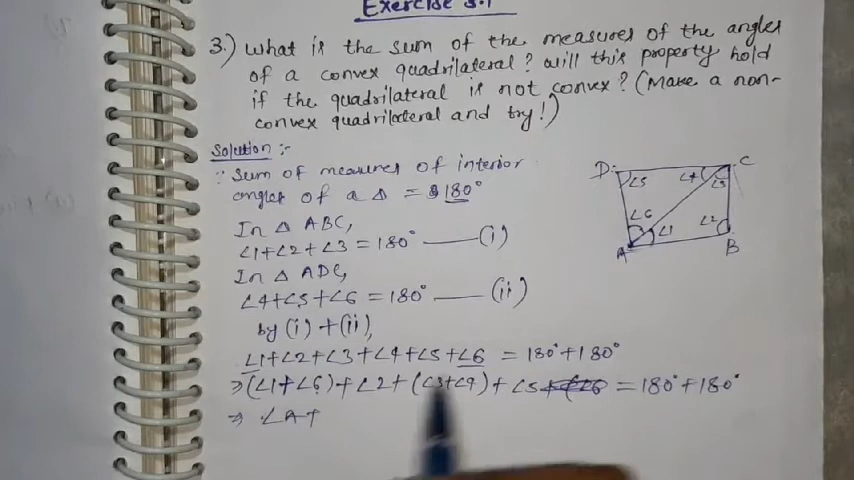 Exercise 3.1
3.) What is the sum of the measures of the angles
of a convex quadrilateral? will this property hold
if the quadrilateral is not convex? (Make a non-
convex quadrilateral and try!)
Solution :-
∵ Sum of measures of interior
angles of a Δ = 180°
In Δ ABC,
∠1+∠2+∠3 = 180° —— (i)
In Δ ADC,
∠4+∠5+∠6 = 180° —— (ii)
by (i) + (ii),
∠1+∠2+∠3+∠4+∠5+∠6 = 180°+180°
⇒ (∠1+∠6)+∠2+(∠3+∠4)+∠5 = 180°+180°
⇒ ∠A+
D C
∠5 ∠4 ∠3
∠6 ∠1 ∠2
A B